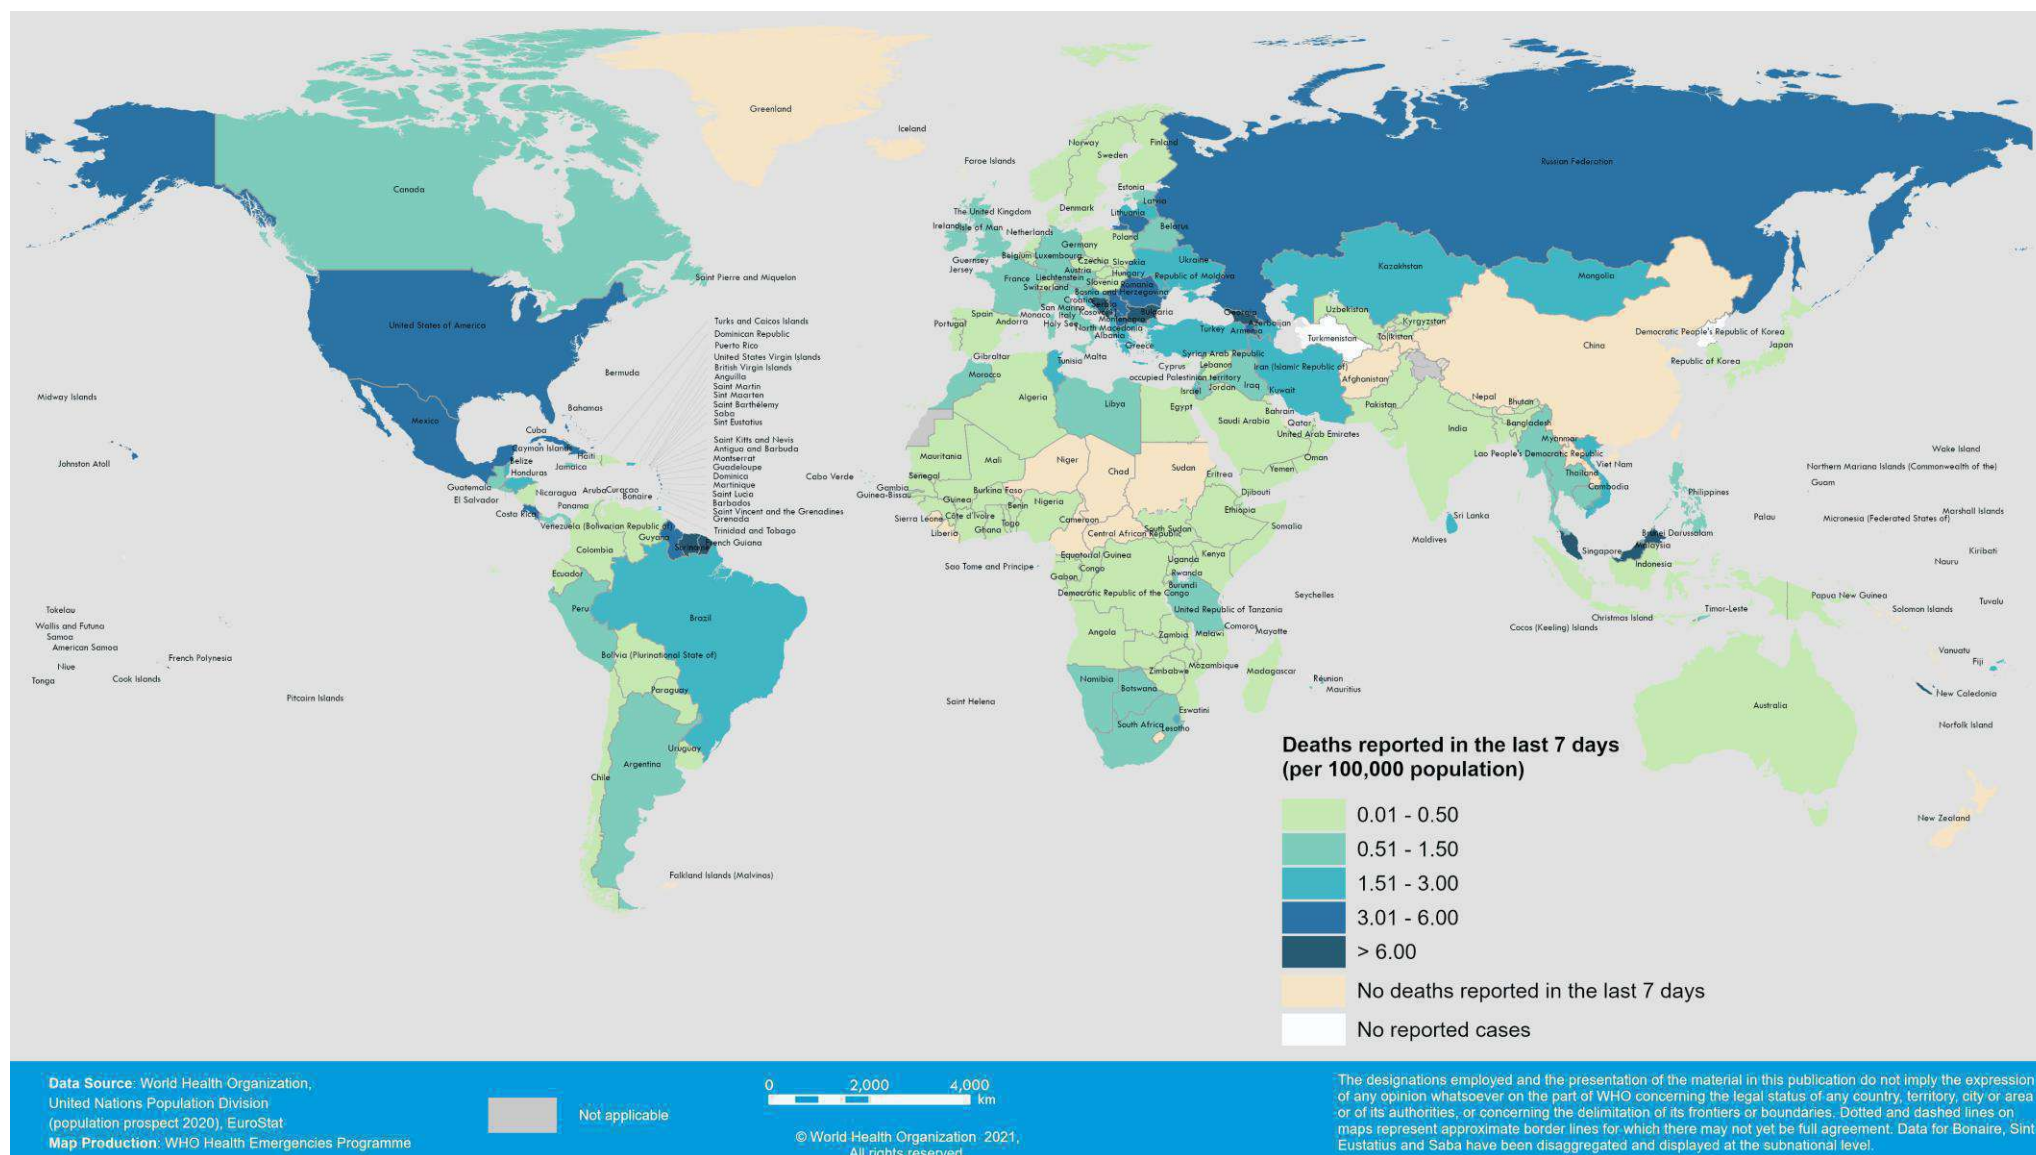 Greenland
Iceland
Faroe Islands
Norway
Sweden
Finland
Russian Federation
Canada
Estonia
Latvia
Denmark
Lithuania
The United Kingdom
Ireland
Isle of Man
Netherlands
Belarus
Poland
Germany
Guernsey
Jersey
Belgium
Luxembourg
Czechia
Slovakia
Ukraine
Austria
Hungary
Republic of Moldova
Kazakhstan
Mongolia
Saint Pierre and Miquelon
France
Liechtenstein
Switzerland
Slovenia
Romania
Bosnia and Herzegovina
Croatia
Serbia
San Marino
Monaco
Italy
Kosovo[1]
Bulgaria
Montenegro
Holy See
North Macedonia
Albania
Spain
Andorra
Portugal
Georgia
Azerbaijan
Armenia
Turkey
Greece
Uzbekistan
Kyrgyzstan
Turkmenistan
Tajikistan
China
Democratic People's Republic of Korea
Japan
Republic of Korea
United States of America
Turks and Caicos Islands
Dominican Republic
Puerto Rico
United States Virgin Islands
British Virgin Islands
Anguilla
Saint Martin
Sint Maarten
Saint Barthélemy
Saba
Sint Eustatius
Saint Kitts and Nevis
Antigua and Barbuda
Montserrat
Guadeloupe
Dominica
Martinique
Saint Lucia
Barbados
Saint Vincent and the Grenadines
Grenada
Trinidad and Tobago
French Guiana
Gibraltar
Tunisia
Malta
Cyprus
Syrian Arab Republic
Lebanon
occupied Palestinian territory
Israel
Jordan
Iraq
Iran (Islamic Republic of)
Kuwait
Afghanistan
Morocco
Algeria
Libya
Egypt
Saudi Arabia
Bahrain
Qatar
United Arab Emirates
Oman
Yemen
Pakistan
India
Nepal
Bhutan
Bangladesh
Myanmar
Lao People's Democratic Republic
Viet Nam
Thailand
Cambodia
Philippines
Midway Islands
Johnston Atoll
Bermuda
Bahamas
Mexico
Cuba
Cayman Islands
Belize
Haiti
Jamaica
Honduras
Guatemala
El Salvador
Nicaragua
Aruba
Curaçao
Bonaire
Panama
Costa Rica
Venezuela (Bolivarian Republic of)
Guyana
Suriname
Colombia
Ecuador
Peru
Brazil
Bolivia (Plurinational State of)
Paraguay
Uruguay
Argentina
Chile
Falkland Islands (Malvinas)
Cabo Verde
Mauritania
Mali
Niger
Chad
Sudan
Eritrea
Senegal
Gambia
Guinea-Bissau
Guinea
Burkina Faso
Benin
Nigeria
Djibouti
Ethiopia
Somalia
Sierra Leone
Côte d'Ivoire
Ghana
Togo
Liberia
Cameroon
South Sudan
Central African Republic
Equatorial Guinea
Uganda
Kenya
Sao Tome and Principe
Gabon
Congo
Rwanda
Burundi
Democratic Republic of the Congo
United Republic of Tanzania
Seychelles
Angola
Zambia
Malawi
Comoros
Mayotte
Zimbabwe
Mozambique
Madagascar
Réunion
Mauritius
Namibia
Botswana
South Africa
Lesotho
Eswatini
Saint Helena
Sri Lanka
Maldives
Brunei Darussalam
Malaysia
Singapore
Indonesia
Timor-Leste
Christmas Island
Cocos (Keeling) Islands
Papua New Guinea
Solomon Islands
Australia
New Zealand
Wake Island
Northern Mariana Islands (Commonwealth of the)
Guam
Marshall Islands
Palau
Micronesia (Federated States of)
Kiribati
Nauru
Tuvalu
Vanuatu
Fiji
New Caledonia
Norfolk Island
Tokelau
Wallis and Futuna
Samoa
American Samoa
Niue
Tonga
Cook Islands
French Polynesia
Pitcairn Islands
Deaths reported in the last 7 days
(per 100,000 population)
0.01 - 0.50
0.51 - 1.50
1.51 - 3.00
3.01 - 6.00
> 6.00
No deaths reported in the last 7 days
No reported cases
Data Source: World Health Organization,
United Nations Population Division
(population prospect 2020), EuroStat
Map Production: WHO Health Emergencies Programme
Not applicable
0 2,000 4,000
km
© World Health Organization 2021,
All rights reserved
The designations employed and the presentation of the material in this publication do not imply the expression
of any opinion whatsoever on the part of WHO concerning the legal status of any country, territory, city or area
or of its authorities, or concerning the delimitation of its frontiers or boundaries. Dotted and dashed lines on
maps represent approximate border lines for which there may not yet be full agreement. Data for Bonaire, Sint
Eustatius and Saba have been disaggregated and displayed at the subnational level.